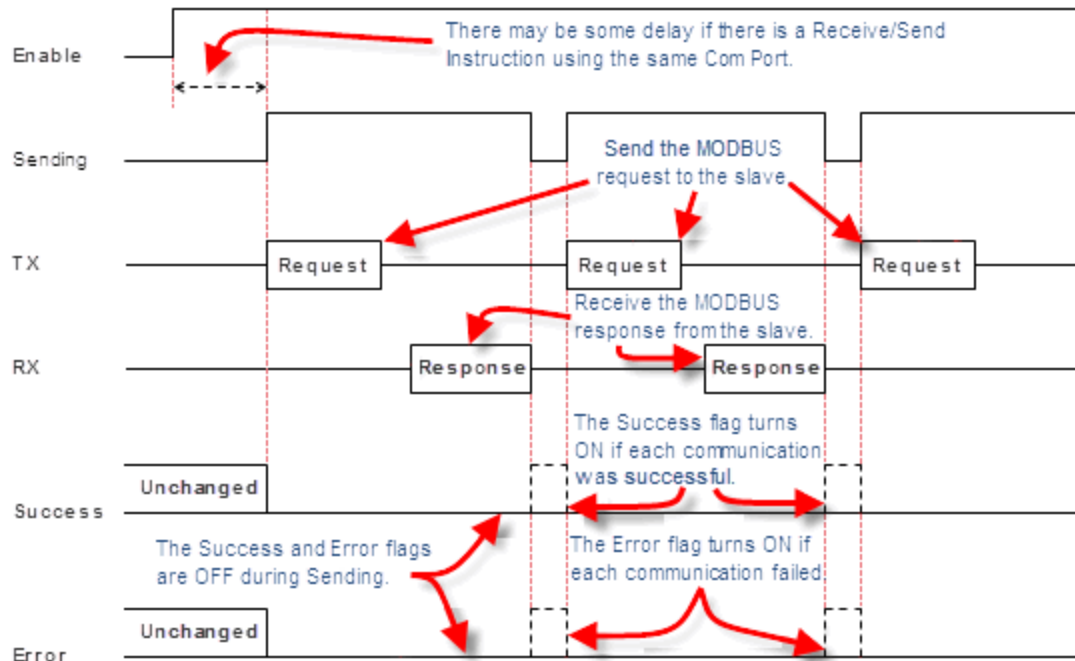 There may be some delay if there is a Receive/Send
Enable
Instruction using the same Com Port.
Sending
Send the MODBUS
request to the slave
TX
Request
Request
Request
Receive the MODBUS
response from the slave.
RX
Response
Response
The Success flag turns
ON if each communication
was successful.
Unchanged
Success
The Success and Error flags
are OFF during Sending.
The Error flag turns ON if
each communication failed
Unchanged
Error